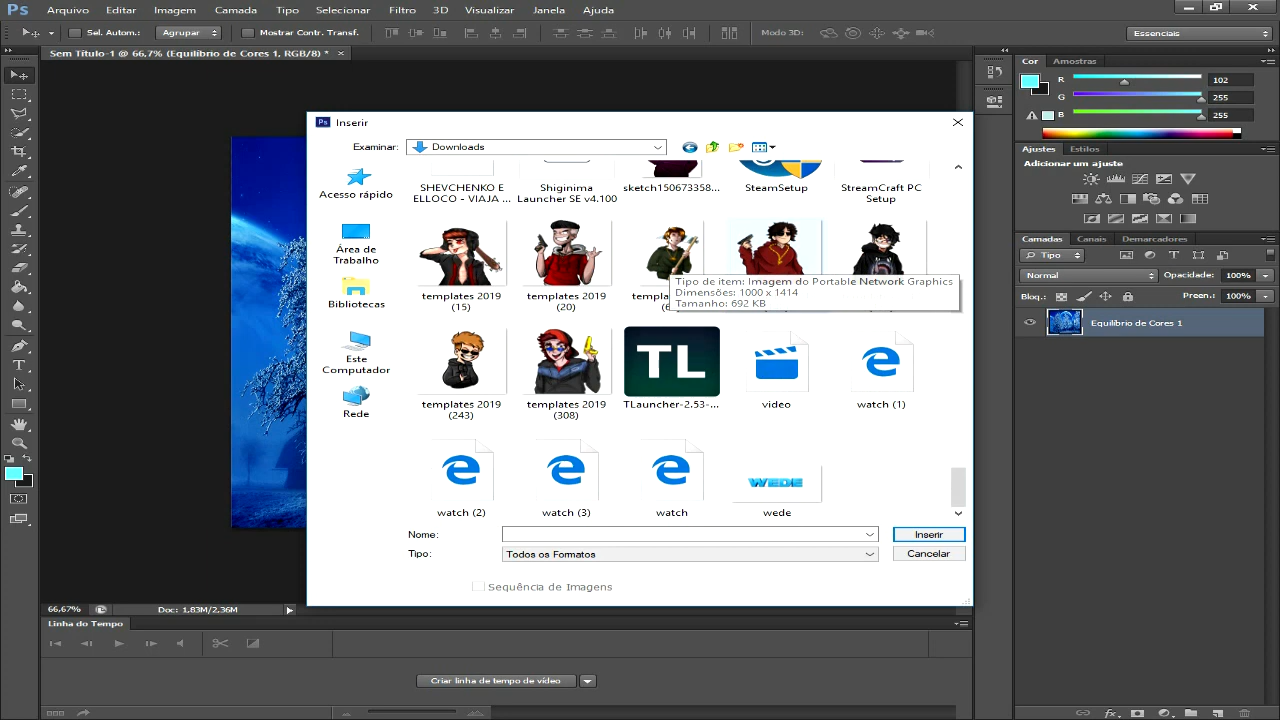 Ps Arquivo Editar Imagem Camada Tipo Selecionar Filtro 3D Visualizar Janela Ajuda
Sel. Autom.: Agrupar Mostrar Contr. Transf. Modo 3D: Essenciais
Sem Título-1 @ 66,7% (Equilíbrio de Cores 1, RGB/8) *
Cor Amostras
R 102
G 255
B 255
Ajustes Estilos
Adicionar um ajuste
Camadas Canais Demarcadores
Tipo
Normal Opacidade: 100%
Bloq.: Preen.: 100%
Equilíbrio de Cores 1
Ps Inserir
Examinar: Downloads
Acesso rápido
Área de
Trabalho
Bibliotecas
Este
Computador
Rede
SHEVCHENKO E
ELLOCO - VIAJA ...
Shiginima
Launcher SE v4.100
sketch150673358...
SteamSetup
StreamCraft PC
Setup
templates 2019
(15)
templates 2019
(20)
Tipo de item: Imagem do Portable Network Graphics
Dimensões: 1000 x 1414
Tamanho: 692 KB
templates 2019
(243)
templates 2019
(308)
TL
TLauncher-2.53-...
video
watch (1)
watch (2)
watch (3)
watch
WEDE
wede
Nome:
Inserir
Tipo: Todos os Formatos
Cancelar
Sequência de Imagens
66,67% Doc: 1,83M/2,36M
Linha do Tempo
Criar linha de tempo de vídeo
fx